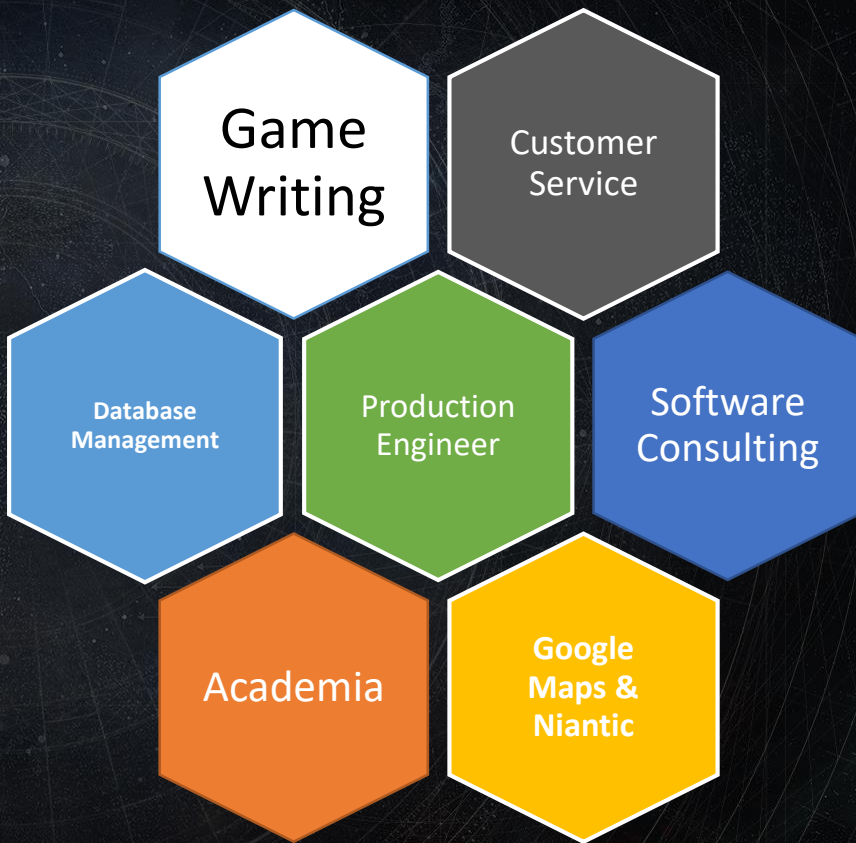 Game
Writing
Customer
Service
Database
Management
Production
Engineer
Software
Consulting
Academia
Google
Maps &
Niantic